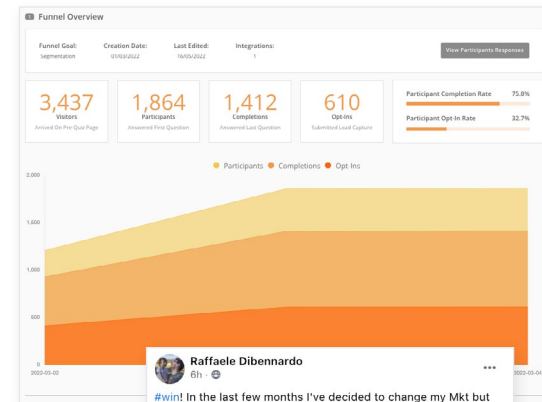 Funnel Overview
Funnel Goal: Creation Date: Last Edited: Integrations:
Segmentation 01/03/2022 16/05/2022 1
View Participants Responses
3,437 1,864 1,412 610
Visitors Participants Completions Opt-Ins
Arrived On Pre Quiz Page Answered First Question Answered Last Question Submitted Lead Capture
Participant Completion Rate 75.8%
Participant Opt-In Rate 32.7%
Participants Completions Opt Ins
2,000
1,500
1,000
500
0
2022-03-02 2022-03-04
Raffaele Dibennardo
6h ·
#win! In the last few months I've decided to change my Mkt but